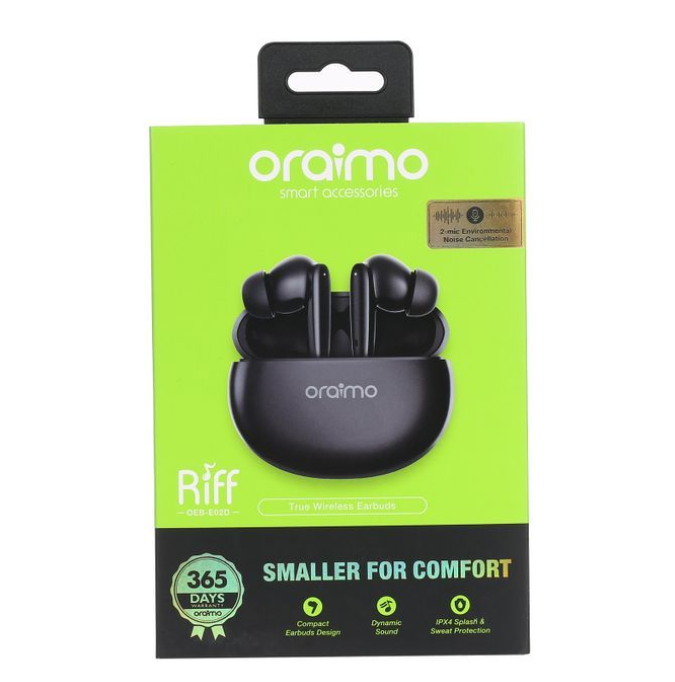 oraimo
smart accessories
2-mic Environmental
Noise Cancellation
oraimo
Riff
OEB-E02D
True Wireless Earbuds
365
DAYS
WARRANTY
oraimo
SMALLER FOR COMFORT
Compact
Earbuds Design
Dynamic
Sound
IPX4 Splash &
Sweat Protection